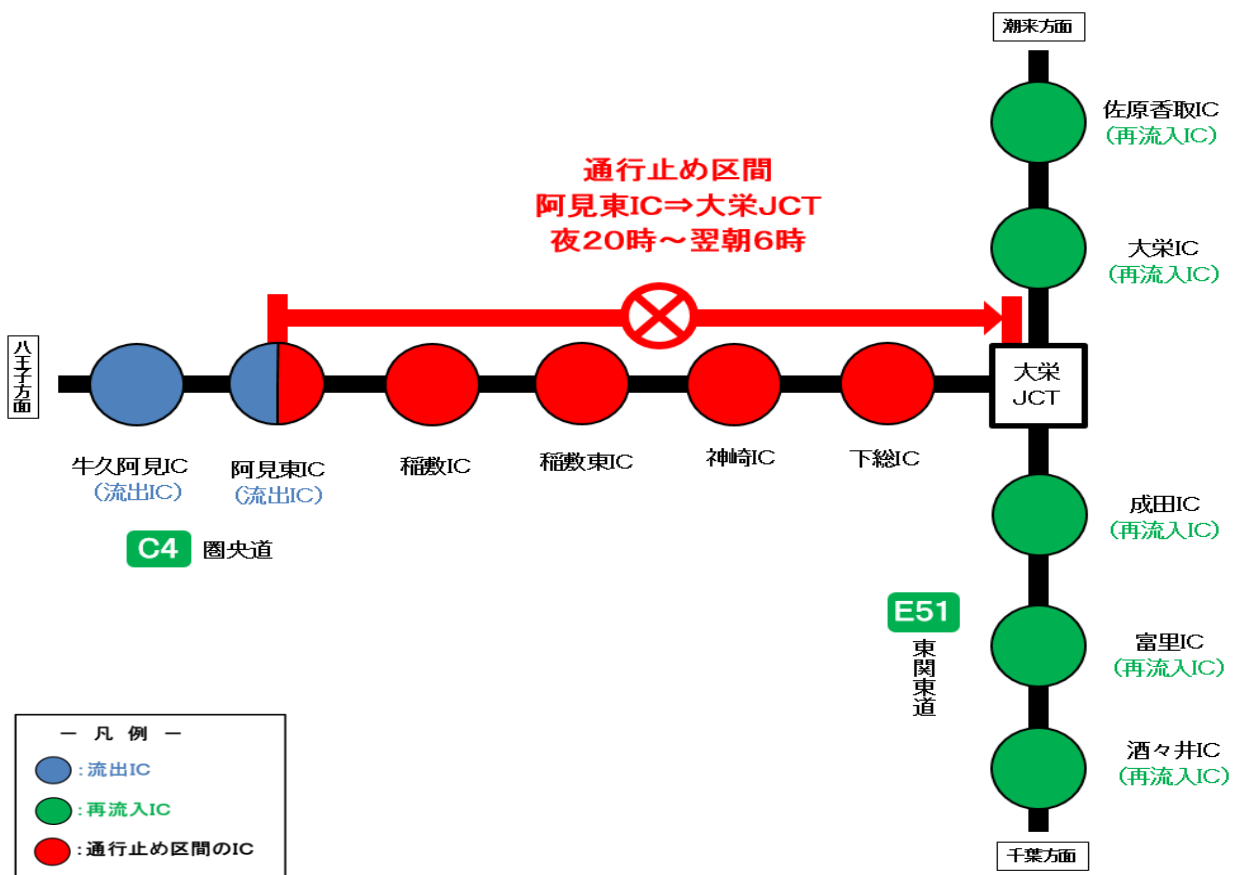 潮来方面
佐原香取IC
(再流入IC)
通行止め区間
阿見東IC⇒大栄JCT
夜20時～翌朝6時
大栄IC
(再流入IC)
八王子方面
大栄
JCT
牛久阿見IC
(流出IC)
阿見東IC
(流出IC)
稲敷IC
稲敷東IC
神崎IC
下総IC
成田IC
(再流入IC)
C4 圏央道
E51
東関東道
富里IC
(再流入IC)
酒々井IC
(再流入IC)
千葉方面
― 凡 例 ―
:流出IC
:再流入IC
:通行止め区間のIC